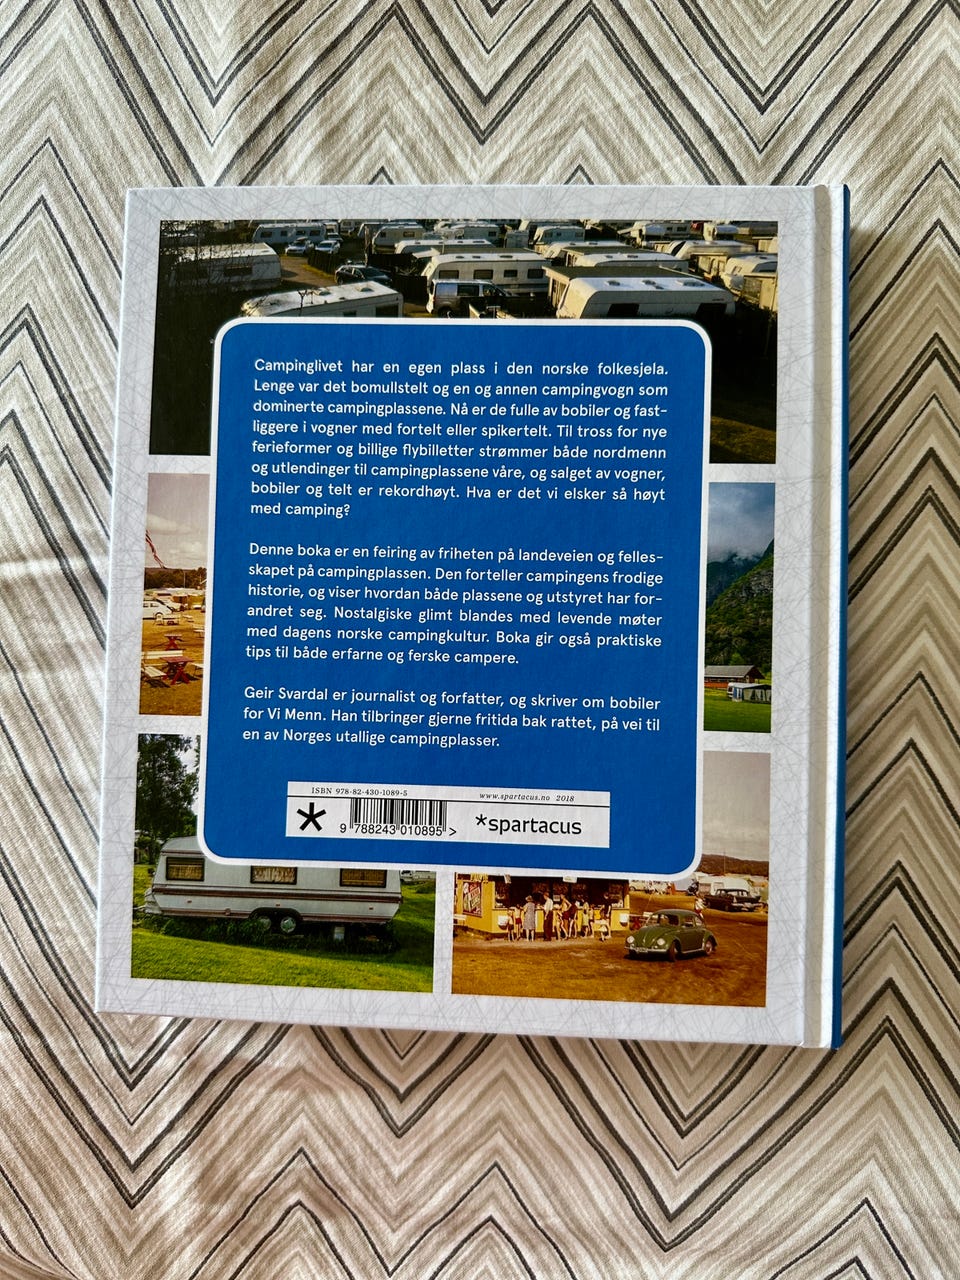 Campinglivet har en egen plass i den norske folkesjela.
Lenge var det bomullstelt og en og annen campingvogn som
dominerte campingplassene. Nå er de fulle av bobiler og fast-
liggere i vogner med fortelt eller spikertelt. Til tross for nye
ferieformer og billige flybilletter strømmer både nordmenn
og utlendinger til campingplassene våre, og salget av vogner,
bobiler og telt er rekordhøyt. Hva er det vi elsker så høyt
med camping?
Denne boka er en feiring av friheten på landeveien og felles-
skapet på campingplassen. Den forteller campingens frodige
historie, og viser hvordan både plassene og utstyret har for-
andret seg. Nostalgiske glimt blandes med levende møter
med dagens norske campingkultur. Boka gir også praktiske
tips til både erfarne og ferske campere.
Geir Svardal er journalist og forfatter, og skriver om bobiler
for Vi Menn. Han tilbringer gjerne fritida bak rattet, på vei til
en av Norges utallige campingplasser.
ISBN 978-82-430-1089-5
www.spartacus.no 2018
9 788243 010895 >
*spartacus